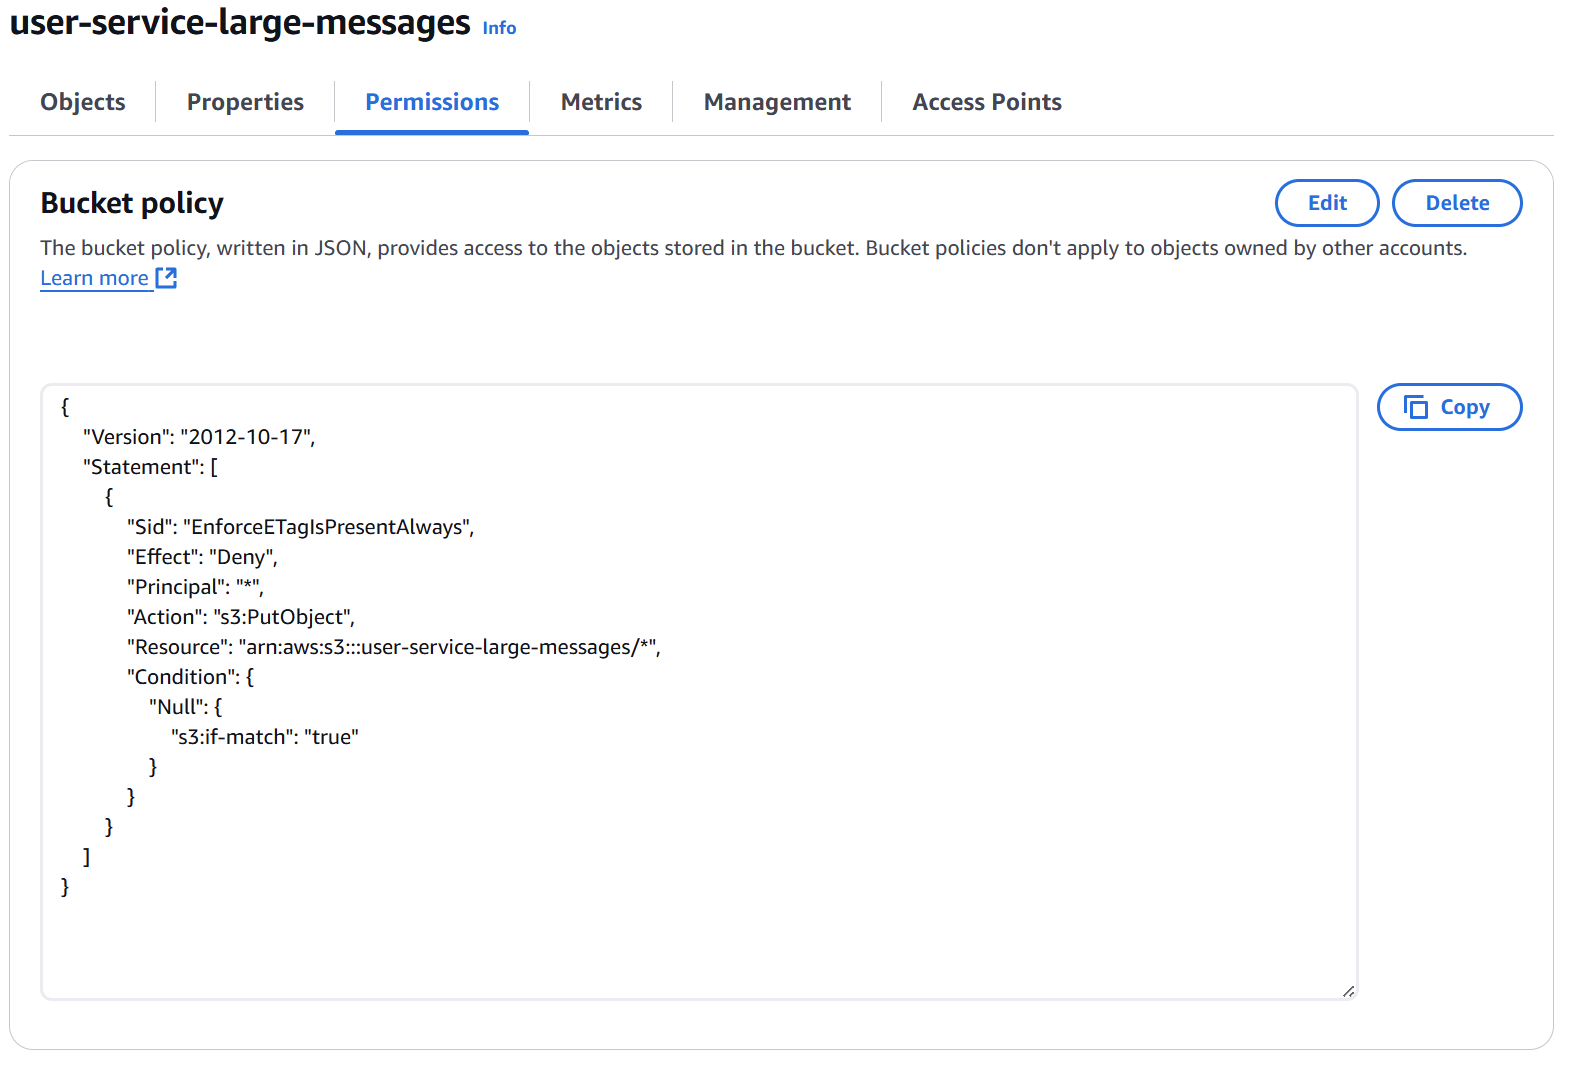 user-service-large-messages Info
Objects Properties Permissions Metrics Management Access Points
Bucket policy
Edit Delete
The bucket policy, written in JSON, provides access to the objects stored in the bucket. Bucket policies don't apply to objects owned by other accounts.
Learn more
Copy
{
"Version": "2012-10-17",
"Statement": [
{
"Sid": "EnforceETagIsPresentAlways",
"Effect": "Deny",
"Principal": "*",
"Action": "s3:PutObject",
"Resource": "arn:aws:s3:::user-service-large-messages/*",
"Condition": {
"Null": {
"s3:if-match": "true"
}
}
}
]
}